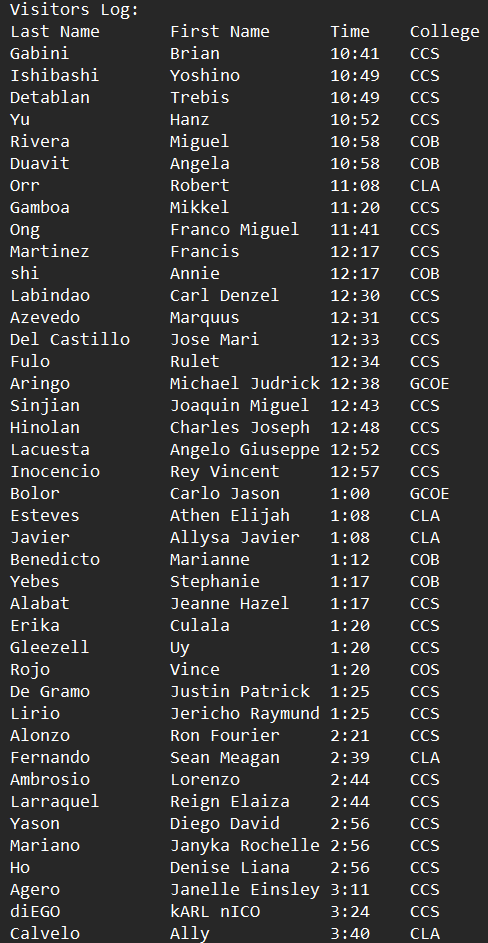 Visitors Log:
Last Name First Name Time College
Gabini Brian 10:41 CCS
Ishibashi Yoshino 10:49 CCS
Detablan Trebis 10:49 CCS
Yu Hanz 10:52 CCS
Rivera Miguel 10:58 COB
Duavit Angela 10:58 COB
Orr Robert 11:08 CLA
Gamboa Mikkel 11:20 CCS
Ong Franco Miguel 11:41 CCS
Martinez Francis 12:17 CCS
shi Annie 12:17 COB
Labindao Carl Denzel 12:30 CCS
Azevedo Marquus 12:31 CCS
Del Castillo Jose Mari 12:33 CCS
Fulo Rulet 12:34 CCS
Aringo Michael Judrick 12:38 GCOE
Sinjian Joaquin Miguel 12:43 CCS
Hinolan Charles Joseph 12:48 CCS
Lacuesta Angelo Giuseppe 12:52 CCS
Inocencio Rey Vincent 12:57 CCS
Bolor Carlo Jason 1:00 GCOE
Esteves Athen Elijah 1:08 CLA
Javier Allysa Javier 1:08 CLA
Benedicto Marianne 1:12 COB
Yebes Stephanie 1:17 COB
Alabat Jeanne Hazel 1:17 CCS
Erika Culala 1:20 CCS
Gleezell Uy 1:20 CCS
Rojo Vince 1:20 COS
De Gramo Justin Patrick 1:25 CCS
Lirio Jericho Raymund 1:25 CCS
Alonzo Ron Fourier 2:21 CCS
Fernando Sean Meagan 2:39 CLA
Ambrosio Lorenzo 2:44 CCS
Larraquel Reign Elaiza 2:44 CCS
Yason Diego David 2:56 CCS
Mariano Janyka Rochelle 2:56 CCS
Ho Denise Liana 2:56 CCS
Agero Janelle Einsley 3:11 CCS
diEGO kARL nICO 3:24 CCS
Calvelo Ally 3:40 CLA